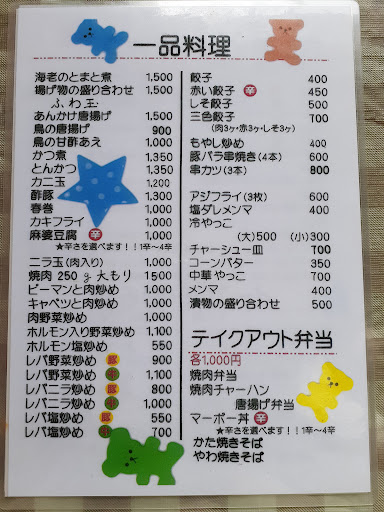 一品料理
海老のとまと煮 1,500
揚げ物の盛り合わせ 1,500
ふわ玉
あんかけ唐揚げ 1,500
鳥の唐揚げ 900
鳥の甘酢あえ 1,000
かつ煮 1,350
とんかつ 1,350
カニ玉 1,200
酢豚 1,300
春巻 1,000
カキフライ 1,000
麻婆豆腐 辛 1,000
★辛さを選べます!!1辛〜4辛
ニラ玉(肉入り) 1,000
焼肉250g大もり 1500
ピーマンと肉炒め 1,000
キャベツと肉炒め 1,000
肉野菜炒め 1,000
ホルモン入り野菜炒め 1,100
ホルモン塩炒め 550
レバ野菜炒め 豚 900
レバ野菜炒め 1,100
レバニラ炒め 豚 800
レバニラ炒め 1,000
レバ塩炒め 豚 550
レバ塩炒め 700
餃子 400
赤い餃子 辛 450
しそ餃子 500
三色餃子 700
(肉3ヶ・赤3ヶ・しそ3ヶ)
もやし炒め 400
豚バラ串焼き(4本) 600
串カツ(3本) 800
アジフライ(3枚) 600
塩ダレメンマ 400
冷やっこ
(大)500 (小)300
チャーシュー皿 700
コーンバター 350
中華やっこ 700
メンマ 400
漬物の盛り合わせ 500
テイクアウト弁当
各1,000円
焼肉弁当
焼肉チャーハン
唐揚げ弁当
マーボー丼 辛
★辛さを選べます!!1辛〜4辛
かた焼きそば
やわ焼きそば